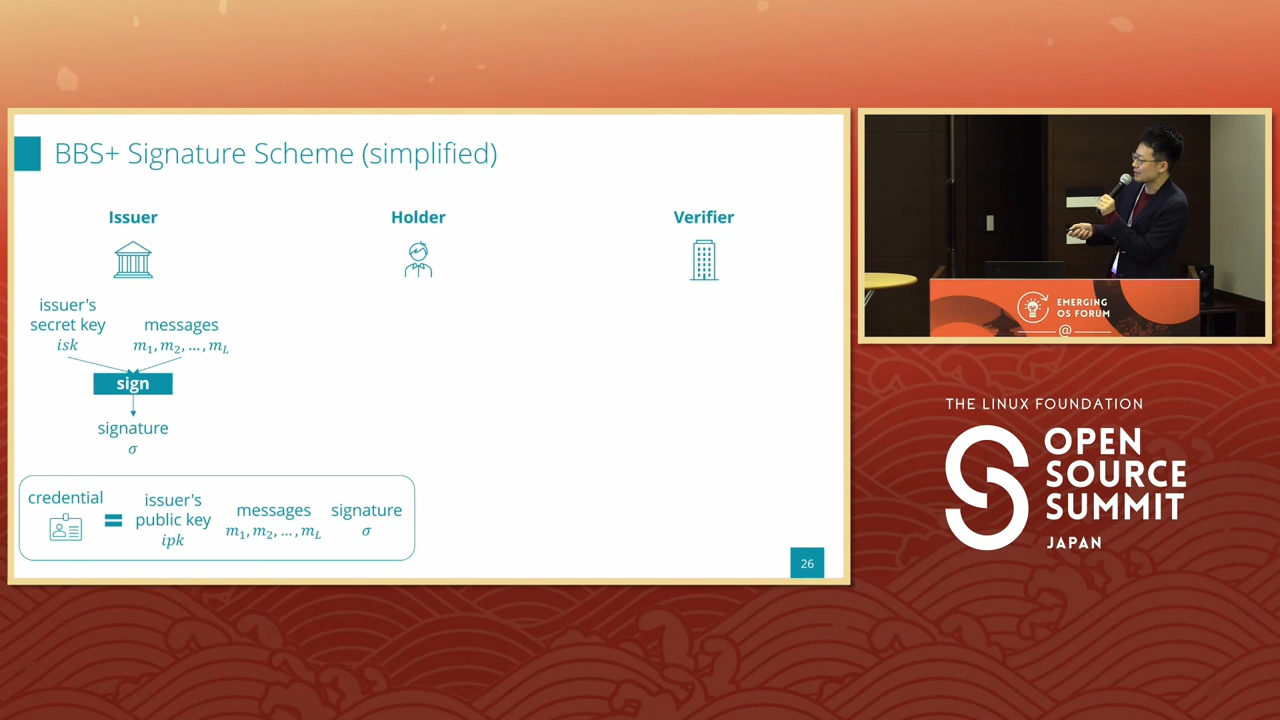 BBS+ Signature Scheme (simplified)
Issuer
Holder
Verifier
issuer's
secret key
isk
messages
m₁, m₂, ..., m_L
sign
signature
σ
credential
=
issuer's
public key
ipk
messages
m₁, m₂, ..., m_L
signature
σ
26
EMERGING
OS FORUM
@
THE LINUX FOUNDATION
OPEN
SOURCE
SUMMIT
JAPAN